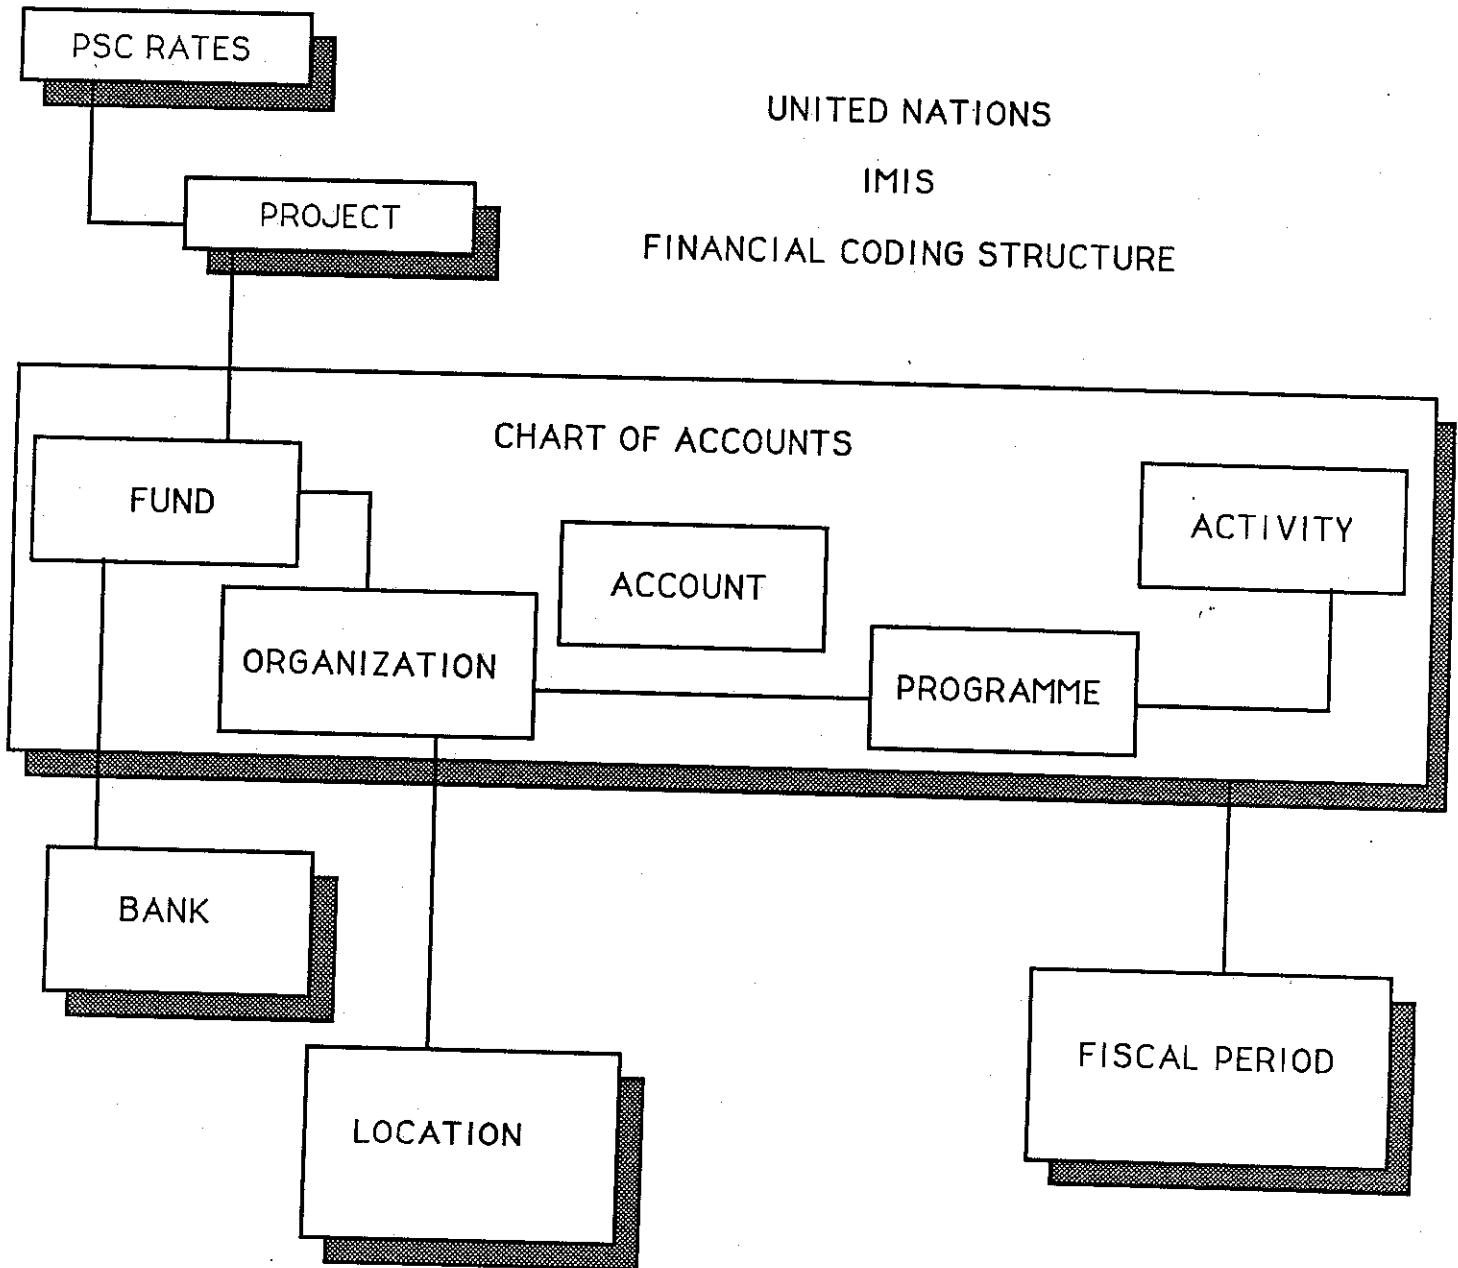 PSC RATES
UNITED NATIONS
IMIS
PROJECT
FINANCIAL CODING STRUCTURE
CHART OF ACCOUNTS
FUND
ACTIVITY
ACCOUNT
ORGANIZATION
PROGRAMME
BANK
FISCAL PERIOD
LOCATION